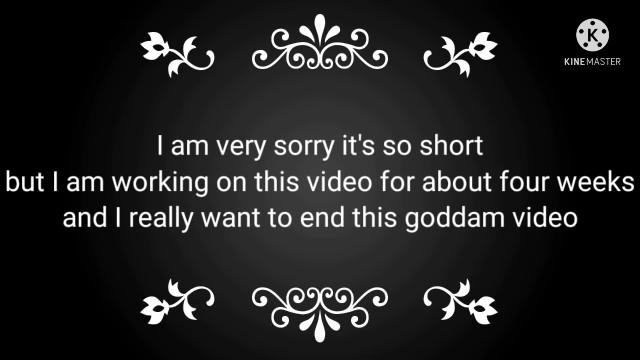 K
KINEMASTER
I am very sorry it's so short
but I am working on this video for about four weeks
and I really want to end this goddam video